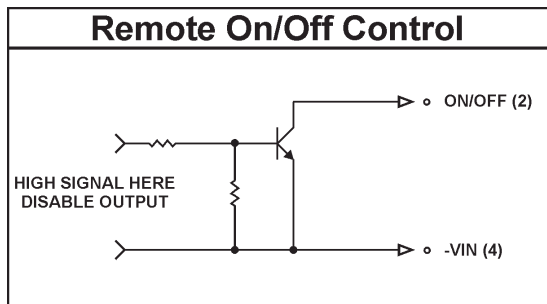 Remote On/Off Control
ON/OFF (2)
HIGH SIGNAL HERE
DISABLE OUTPUT
-VIN (4)